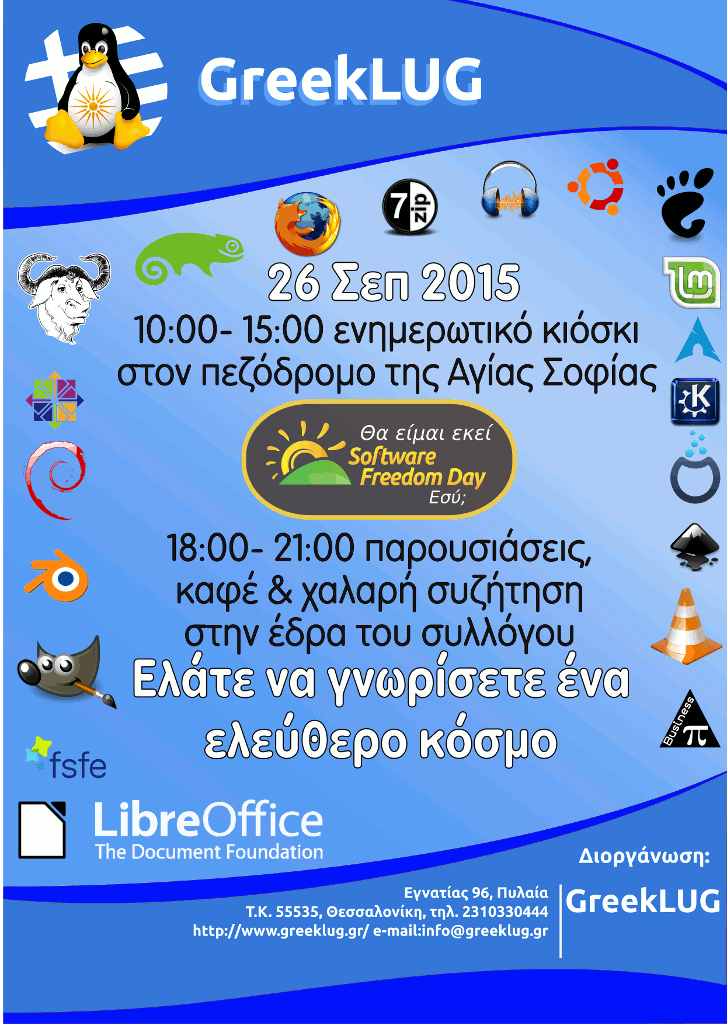 GreekLUG
7zip
lm
K
26 Σεπ 2015
10:00- 15:00 ενημερωτικό κιόσκι
στον πεζόδρομο της Αγίας Σοφίας
Θα είμαι εκεί
Software
Freedom Day
Εσύ;
18:00- 21:00 παρουσιάσεις,
καφέ & χαλαρή συζήτηση
στην έδρα του συλλόγου
Ελάτε να γνωρίσετε ένα
ελεύθερο κόσμο
Business
π
fsfe
LibreOffice
The Document Foundation
Διοργάνωση:
GreekLUG
Εγνατίας 96, Πυλαία
Τ.Κ. 55535, Θεσσαλονίκη, τηλ. 2310330444
http://www.greeklug.gr/ e-mail:info@greeklug.gr